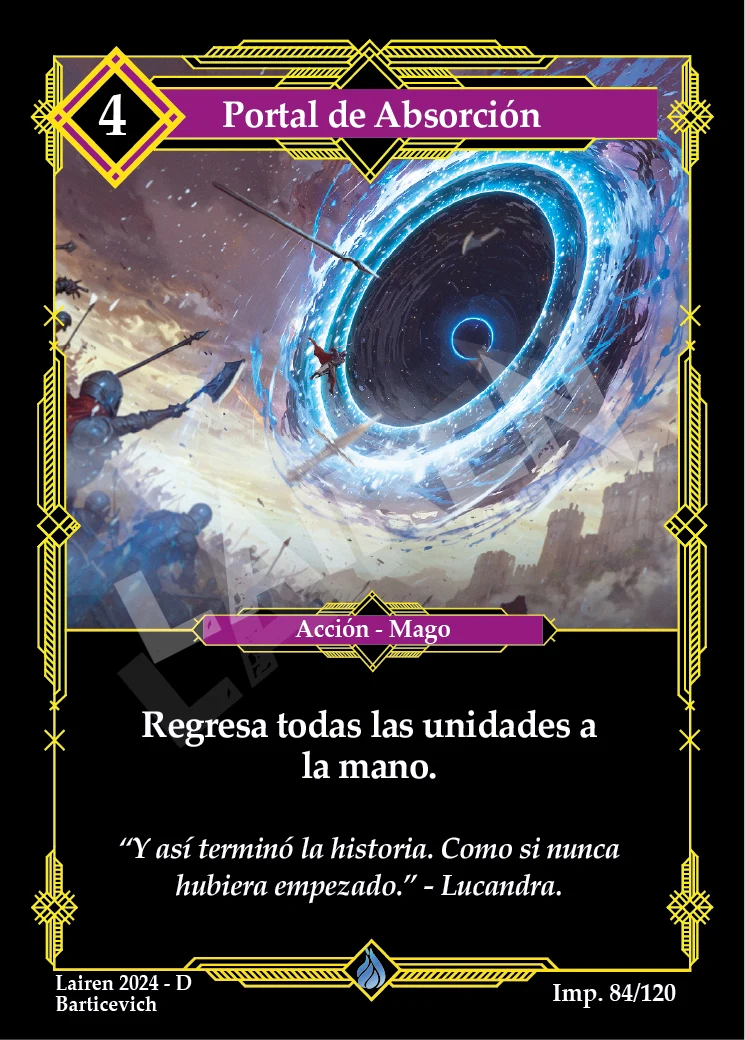 4
Portal de Absorción
LAIREN
Acción - Mago
Regresa todas las unidades a
la mano.
“Y así terminó la historia. Como si nunca
hubiera empezado.” - Lucandra.
Lairen 2024 - D
Barticevich
Imp. 84/120